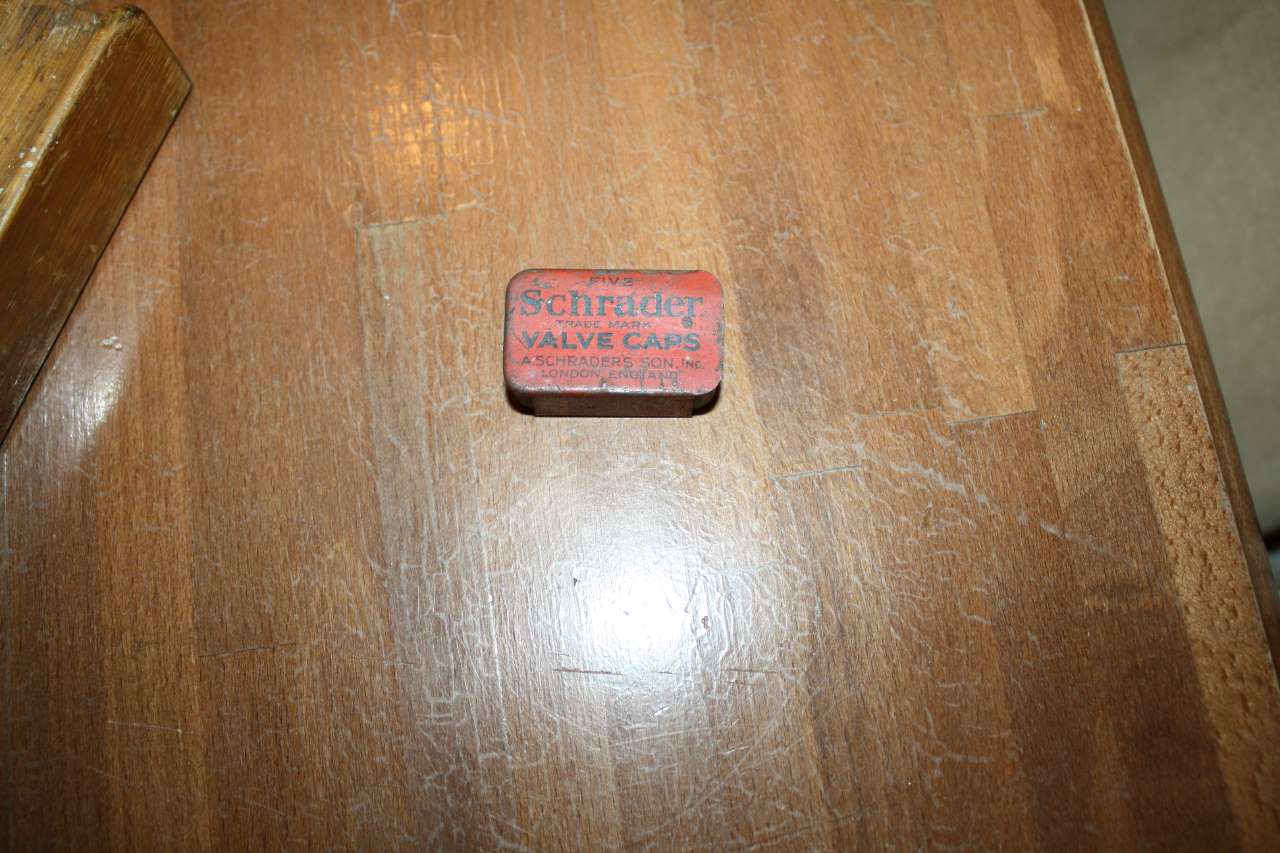 FIVE
Schrader
TRADE MARK
VALVE CAPS
A. SCHRADER'S SON, INC.
LONDON, ENGLAND